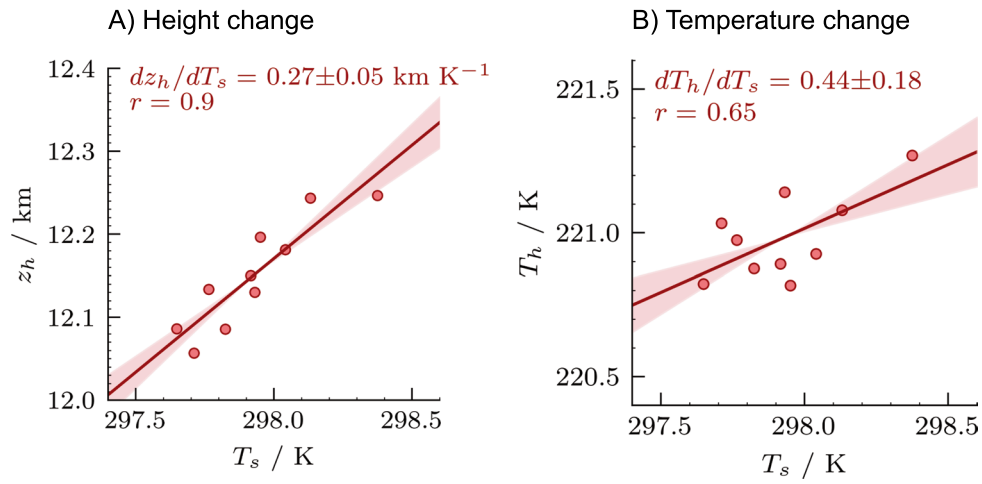 A) Height change
dz_h/dT_s = 0.27±0.05 km K⁻¹
r = 0.9
12.4
12.3
12.2
12.1
12.0
z_h / km
297.5 298.0 298.5
T_s / K
B) Temperature change
dT_h/dT_s = 0.44±0.18
r = 0.65
221.5
221.0
220.5
T_h / K
297.5 298.0 298.5
T_s / K